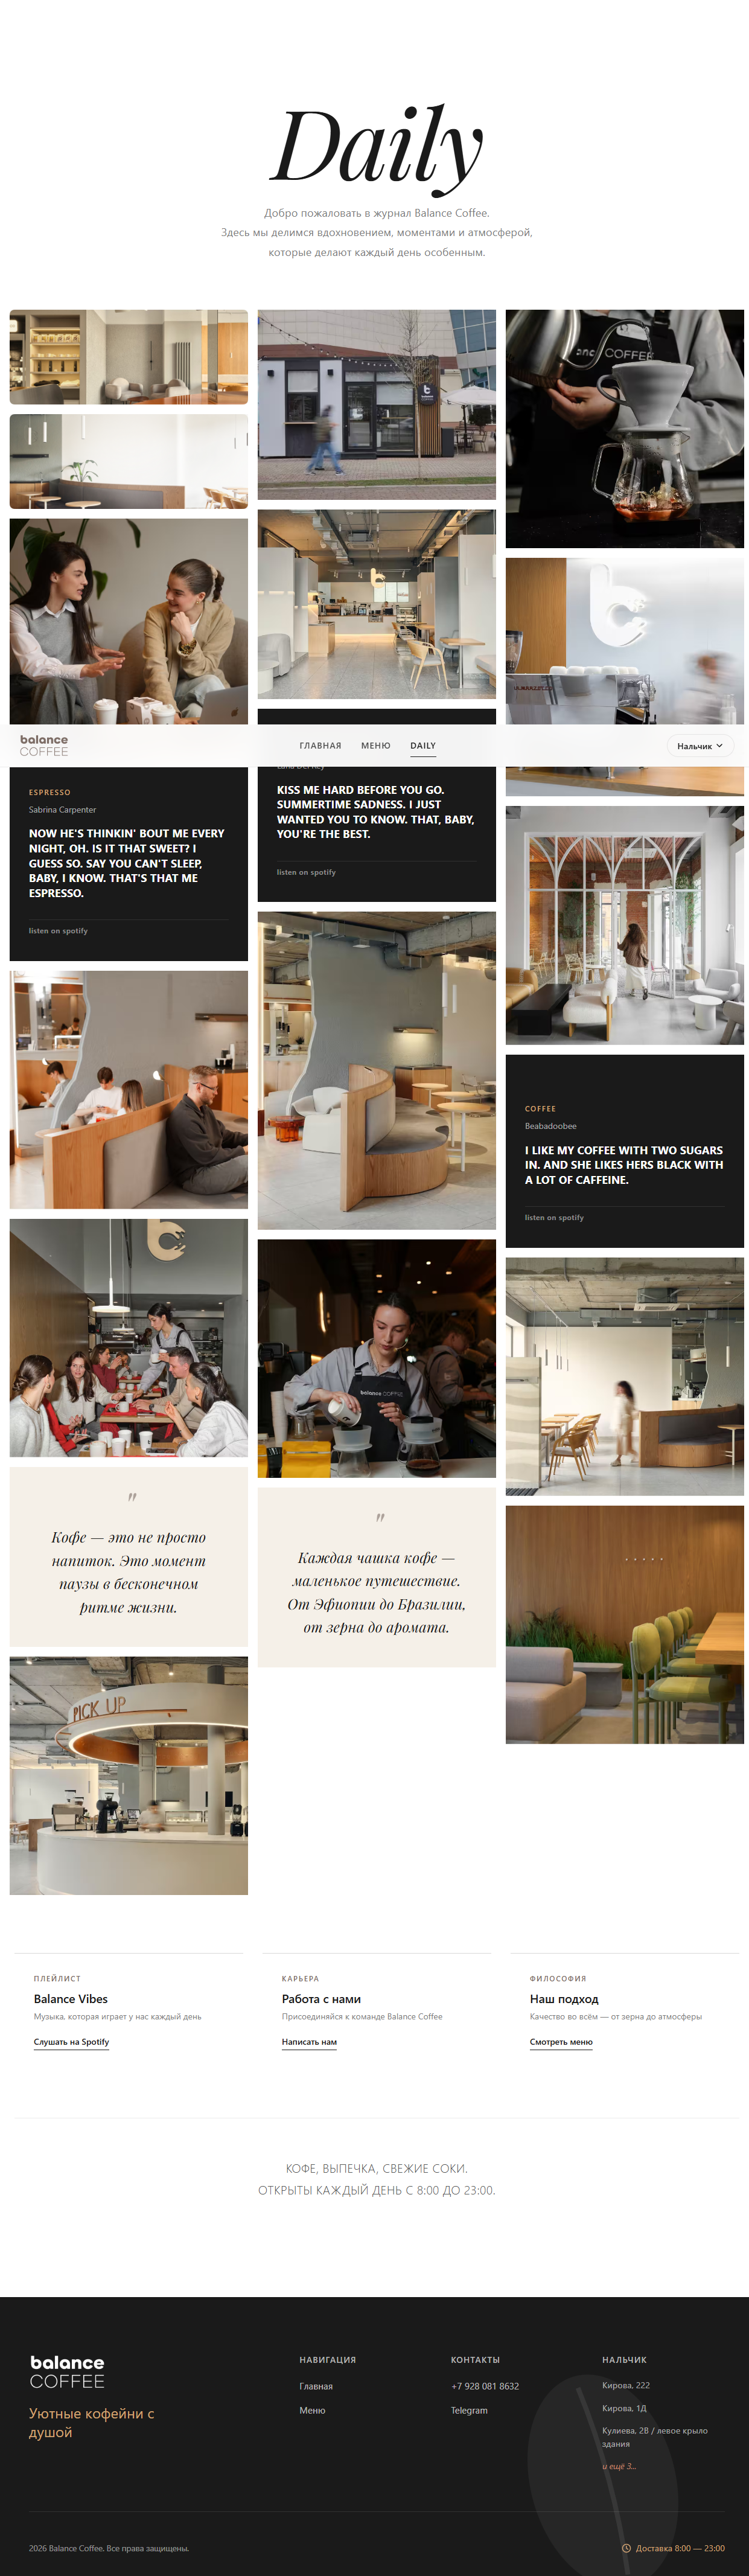 Daily
Добро пожаловать в журнал Balance Coffee.
Здесь мы делимся вдохновением, моментами и атмосферой,
которые делают каждый день особенным.
COFFEE
balance
COFFEE
ГЛАВНАЯ
МЕНЮ
DAILY
Нальчик
ESPRESSO
Sabrina Carpenter
NOW HE'S THINKIN' BOUT ME EVERY
NIGHT, OH. IS IT THAT SWEET? I
GUESS SO. SAY YOU CAN'T SLEEP,
BABY, I KNOW. THAT'S THAT ME
ESPRESSO.
listen on spotify
KISS ME HARD BEFORE YOU GO.
SUMMERTIME SADNESS. I JUST
WANTED YOU TO KNOW. THAT, BABY,
YOU'RE THE BEST.
listen on spotify
COFFEE
Beabadoobee
I LIKE MY COFFEE WITH TWO SUGARS
IN. AND SHE LIKES HERS BLACK WITH
A LOT OF CAFFEINE.
listen on spotify
balance COFFEE
"
Кофе — это не просто
напиток. Это момент
паузы в бесконечном
ритме жизни.
"
Каждая чашка кофе —
маленькое путешествие.
От Эфиопии до Бразилии,
от зерна до аромата.
PICK UP
ПЛЕЙЛИСТ
Balance Vibes
Музыка, которая играет у нас каждый день
Слушать на Spotify
КАРЬЕРА
Работа с нами
Присоединяйся к команде Balance Coffee
Написать нам
ФИЛОСОФИЯ
Наш подход
Качество во всём — от зерна до атмосферы
Смотреть меню
КОФЕ, ВЫПЕЧКА, СВЕЖИЕ СОКИ.
ОТКРЫТЫ КАЖДЫЙ ДЕНЬ С 8:00 ДО 23:00.
balance
COFFEE
Уютные кофейни с
душой
НАВИГАЦИЯ
Главная
Меню
КОНТАКТЫ
+7 928 081 8632
Telegram
НАЛЬЧИК
Кирова, 222
Кирова, 1Д
Кулиева, 2В / левое крыло
здания
и ещё 3...
2026 Balance Coffee. Все права защищены.
Доставка 8:00 — 23:00